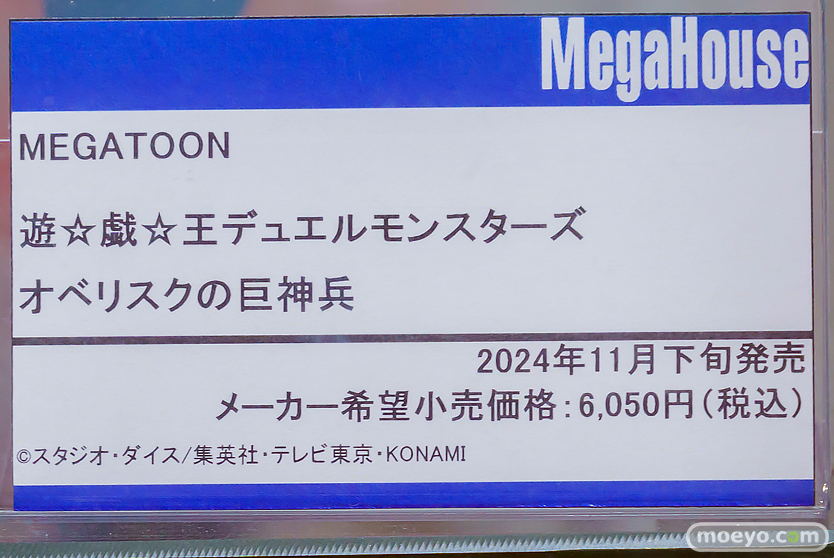 MegaHouse
MEGATOON
遊☆戯☆王デュエルモンスターズ
オベリスクの巨神兵
2024年11月下旬発売
メーカー希望小売価格：6,050円（税込）
©スタジオ・ダイス/集英社・テレビ東京・KONAMI
moeyo.com